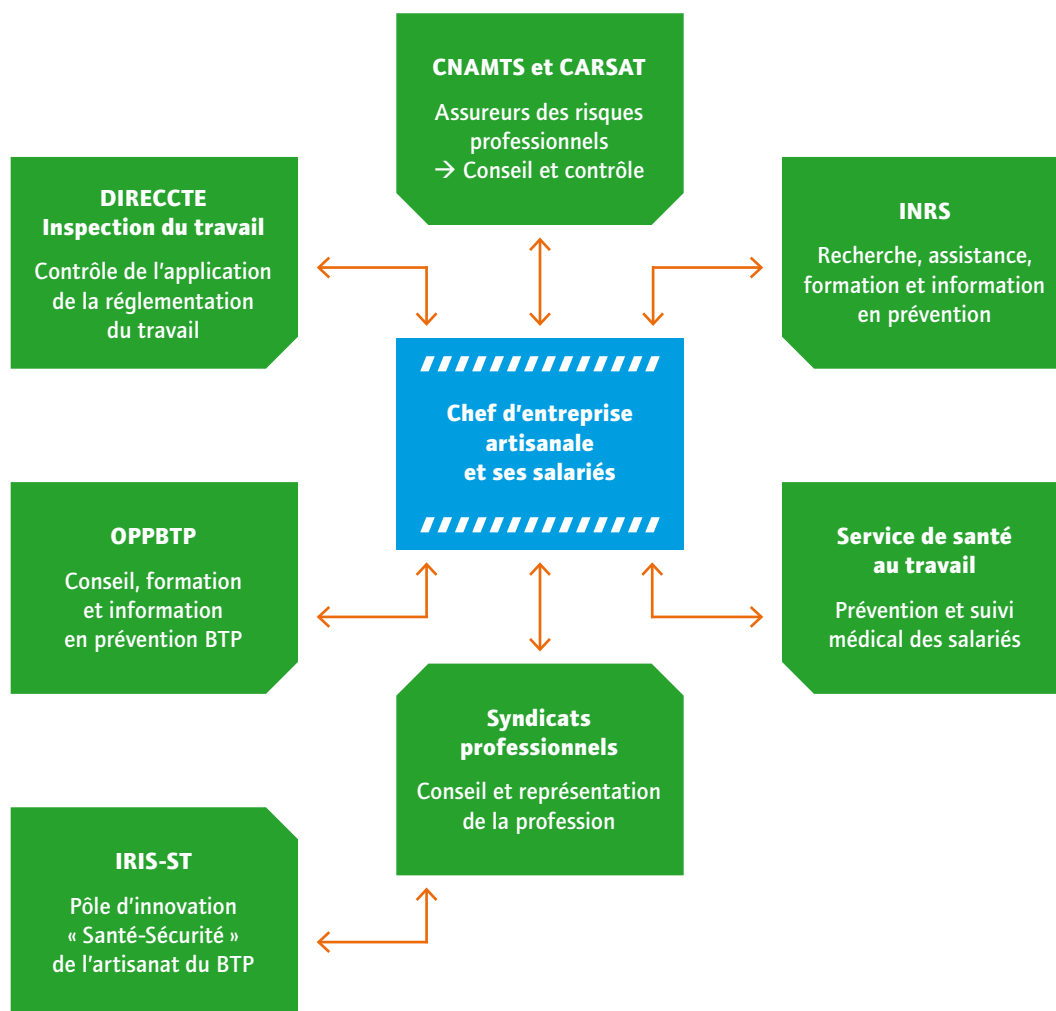 CNAMTS et CARSAT
Assureurs des risques
professionnels
→ Conseil et contrôle
DIRECCTE
Inspection du travail
Contrôle de l'application
de la réglementation
du travail
INRS
Recherche, assistance,
formation et information
en prévention
Chef d'entreprise
artisanale
et ses salariés
OPPBTP
Conseil, formation
et information
en prévention BTP
Service de santé
au travail
Prévention et suivi
médical des salariés
Syndicats
professionnels
Conseil et représentation
de la profession
IRIS-ST
Pôle d'innovation
« Santé-Sécurité »
de l'artisanat du BTP